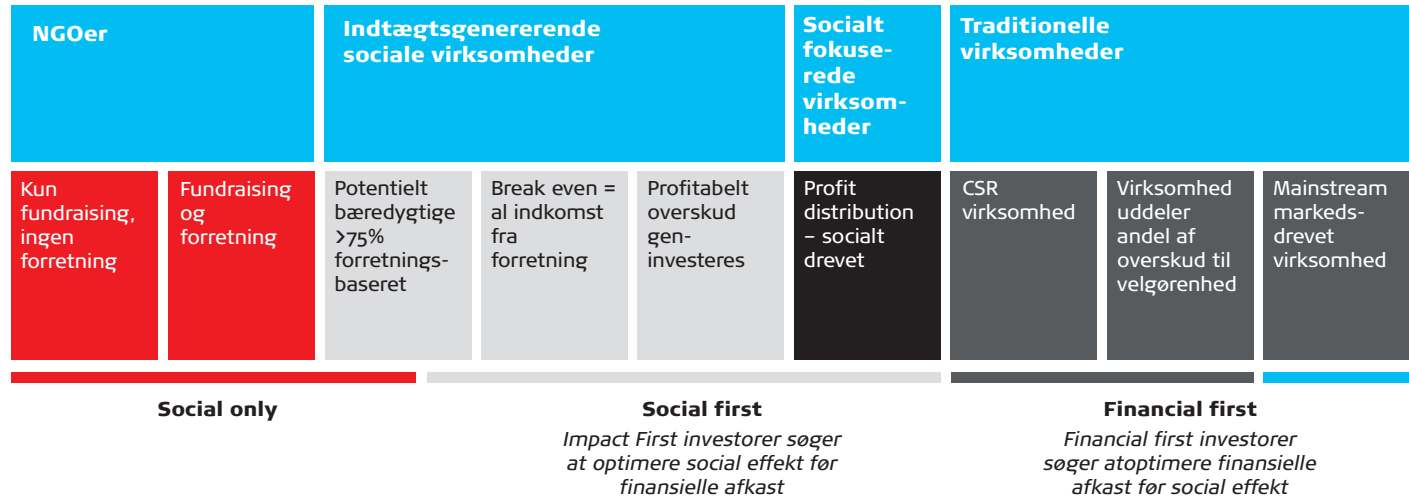 NGOer
Indtægtsgenererende
sociale virksomheder
Socialt
fokuse-
rede
virksom-
heder
Traditionelle
virksomheder
Kun
fundraising,
ingen
forretning
Fundraising
og
forretning
Potentielt
bæredygtige
>75%
forretnings-
baseret
Break even =
al indkomst
fra
forretning
Profitabelt
overskud
gen-
investeres
Profit
distribution
– socialt
drevet
CSR
virksomhed
Virksomhed
uddeler
andel af
overskud til
velgørenhed
Mainstream
markeds-
drevet
virksomhed
Social only
Social first
Impact First investorer søger
at optimere social effekt før
finansielle afkast
Financial first
Financial first investorer
søger atoptimere finansielle
afkast før social effekt